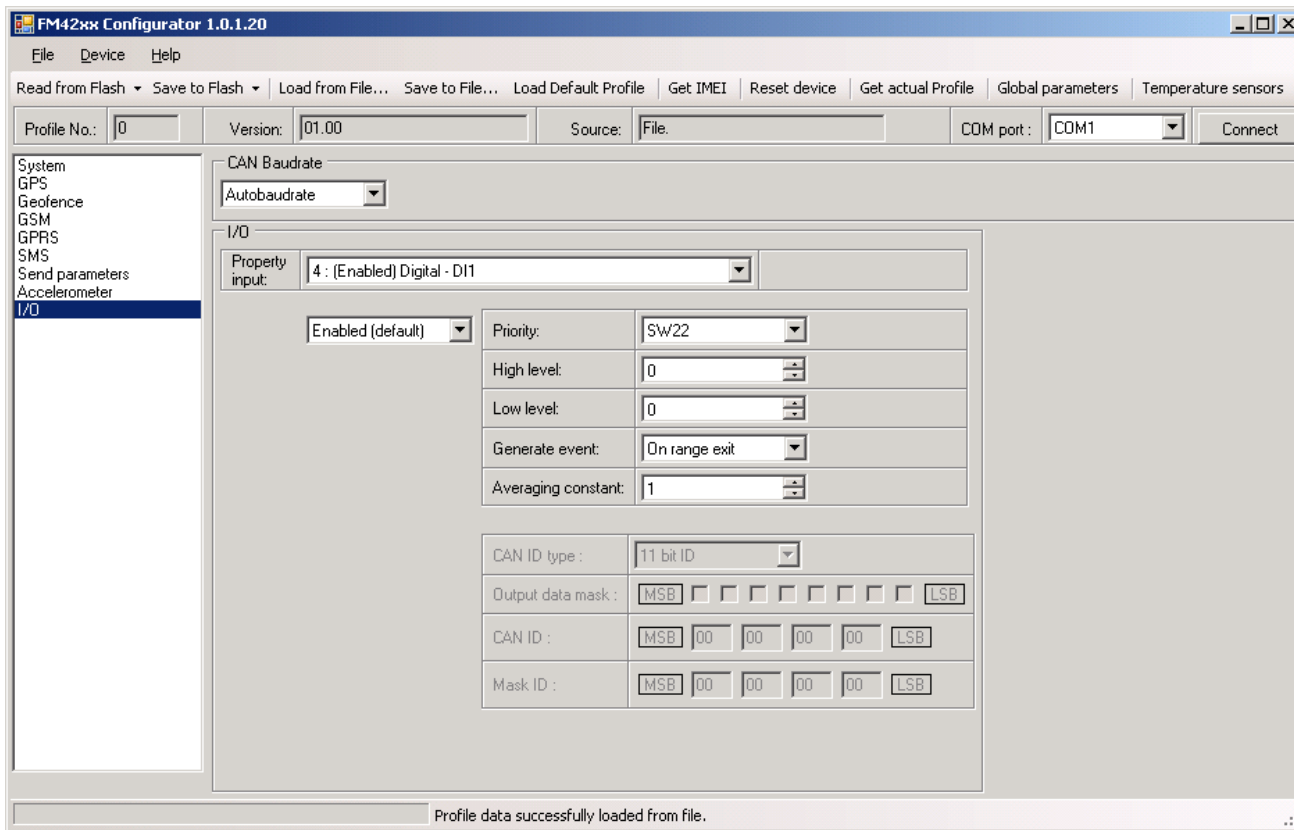 FM42xx Configurator 1.0.1.20
File Device Help
Read from Flash Save to Flash Load from File... Save to File... Load Default Profile Get IMEI Reset device Get actual Profile Global parameters Temperature sensors
Profile No.: 0 Version: 01.00 Source: File. COM port : COM1 Connect
System
GPS
Geofence
GSM
GPRS
SMS
Send parameters
Accelerometer
I/O
CAN Baudrate
Autobaudrate
I/O
Property input: 4 : (Enabled) Digital - DI1
Enabled (default)
Priority: SW22
High level: 0
Low level: 0
Generate event: On range exit
Averaging constant: 1
CAN ID type : 11 bit ID
Output data mask : MSB LSB
CAN ID : MSB 00 00 00 00 LSB
Mask ID : MSB 00 00 00 00 LSB
Profile data successfully loaded from file.